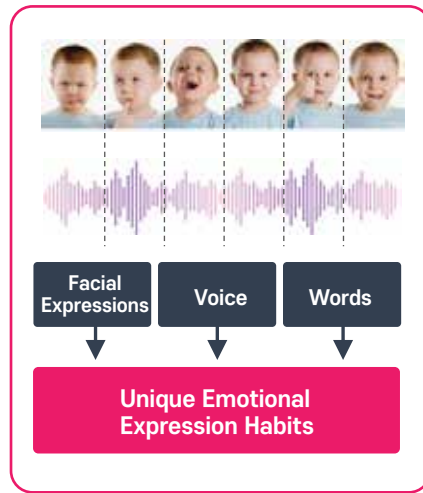 Facial
Expressions
Voice
Words
Unique Emotional
Expression Habits